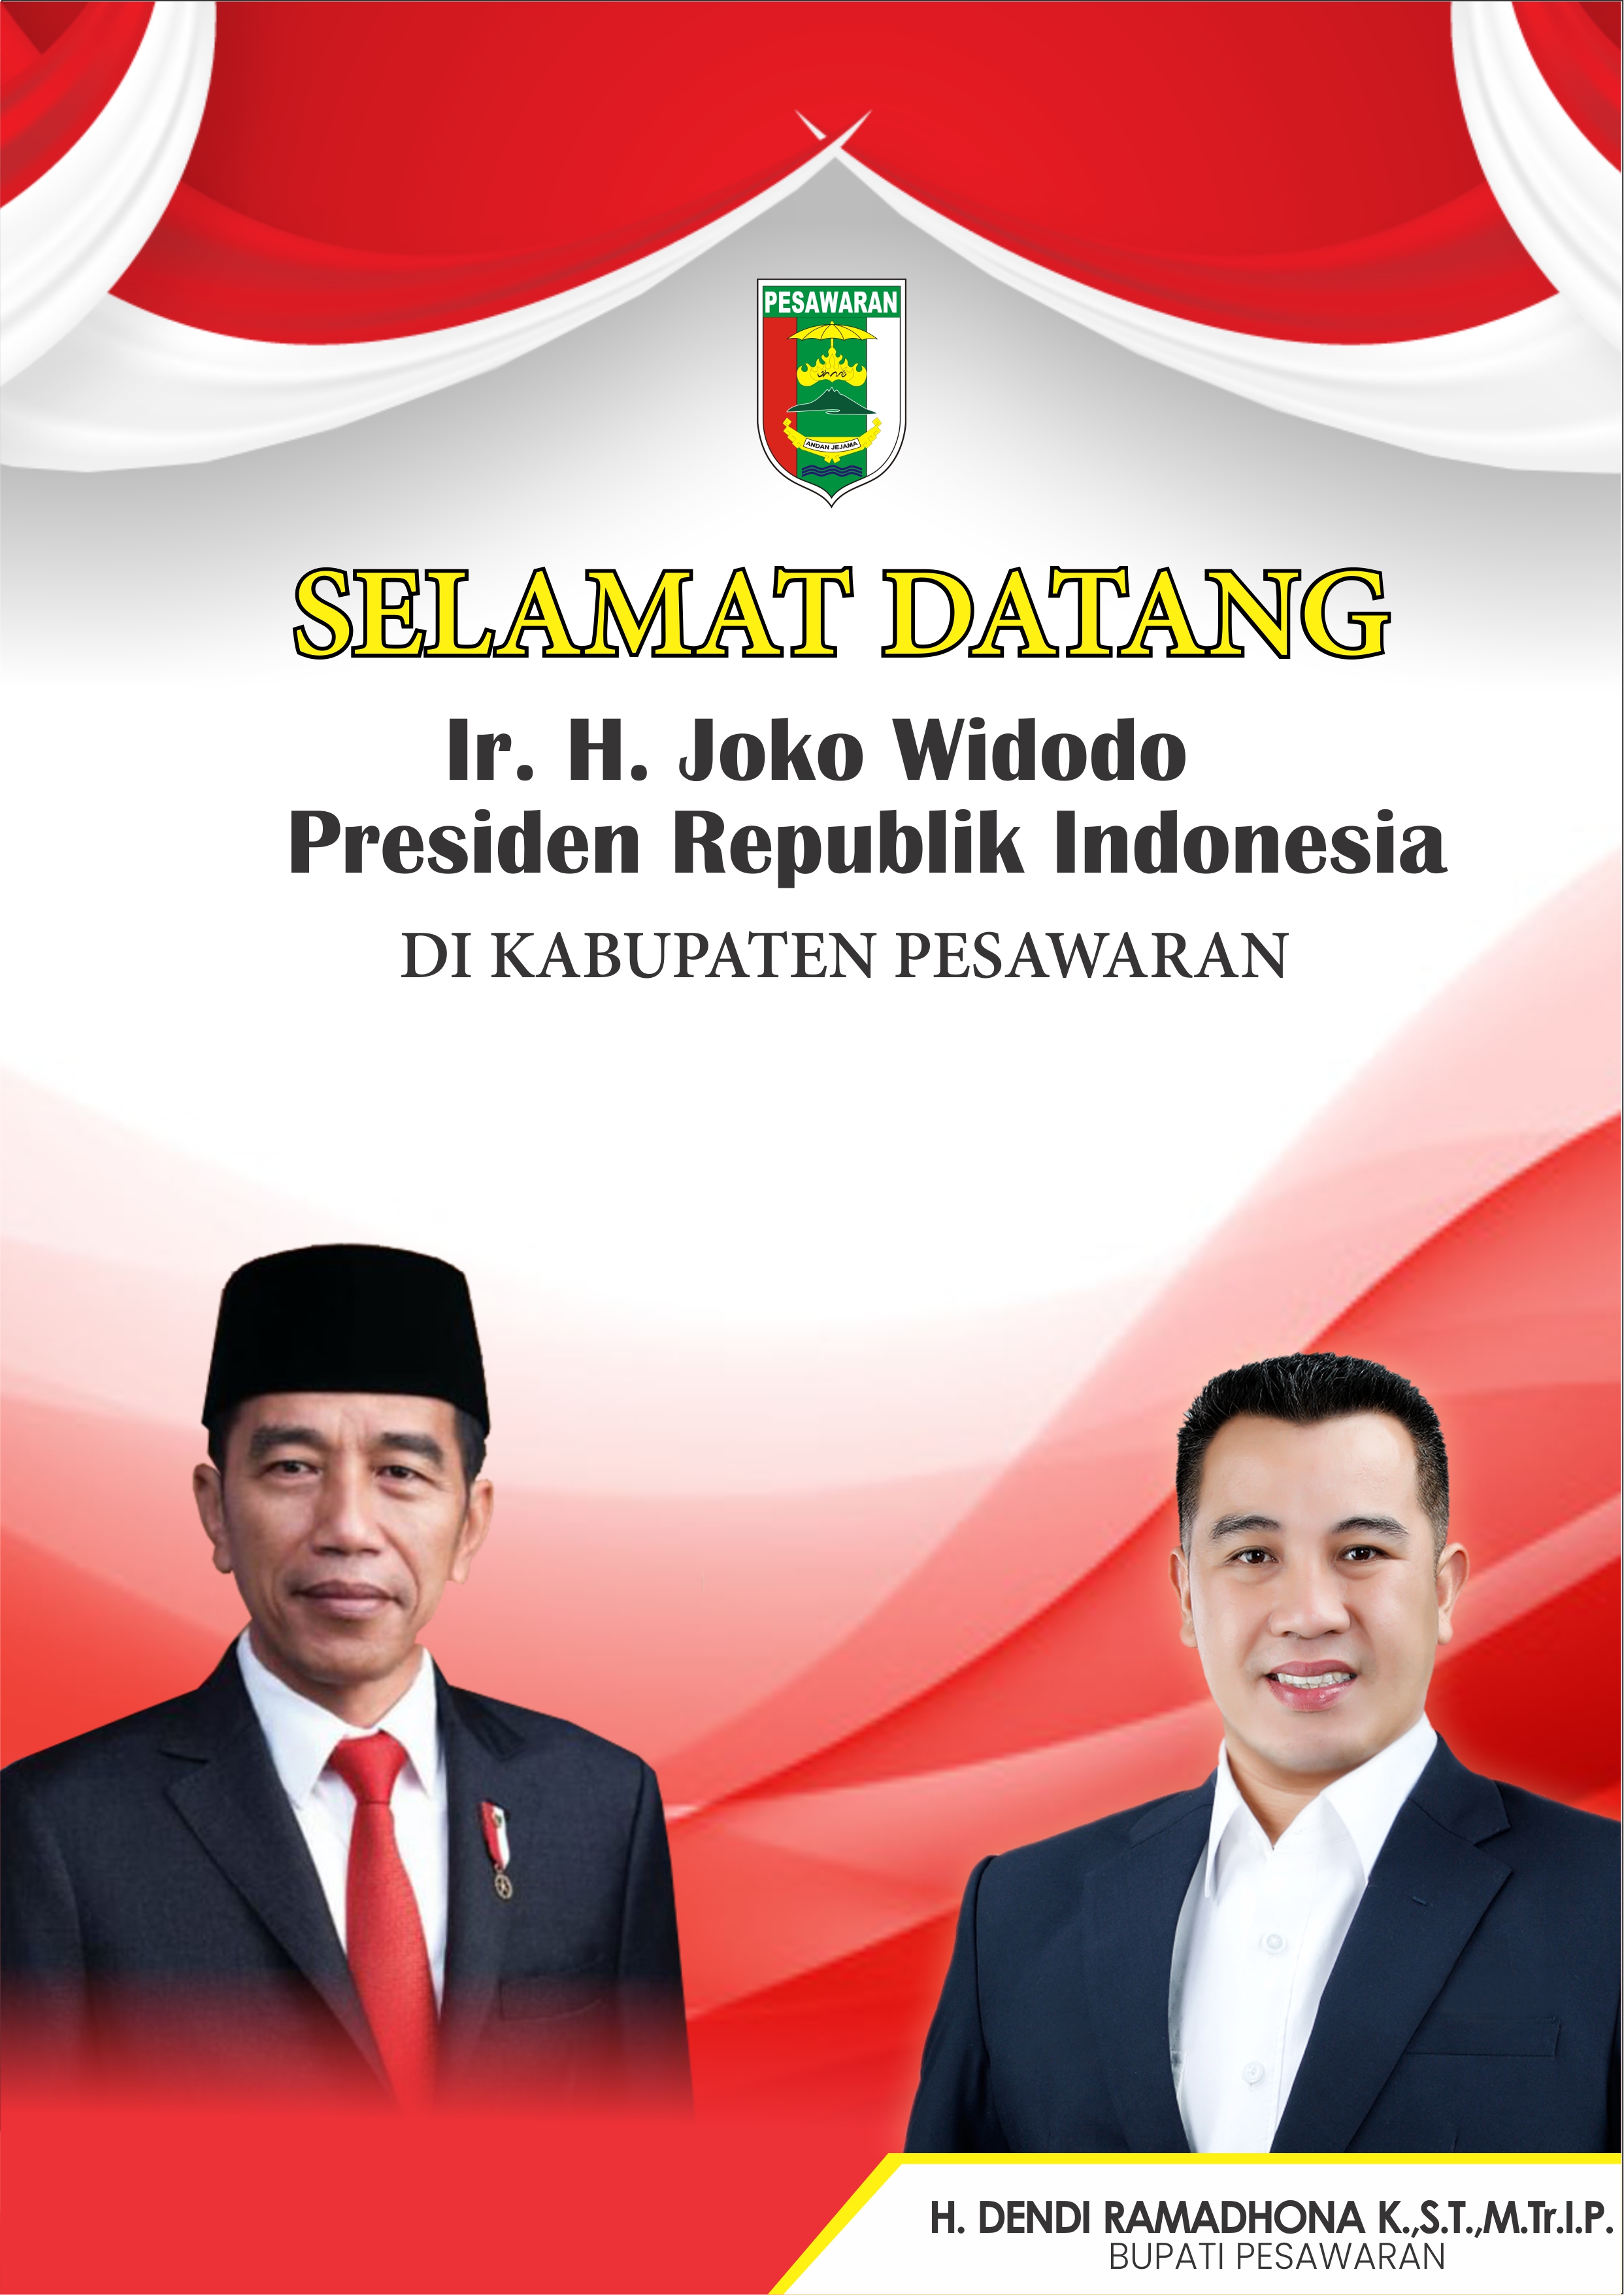 PESAWARAN
ANDAN JEJAMA
SELAMAT DATANG
Ir. H. Joko Widodo
Presiden Republik Indonesia
DI KABUPATEN PESAWARAN
H. DENDI RAMADHONA K.,S.T.,M.Tr.I.P.
BUPATI PESAWARAN